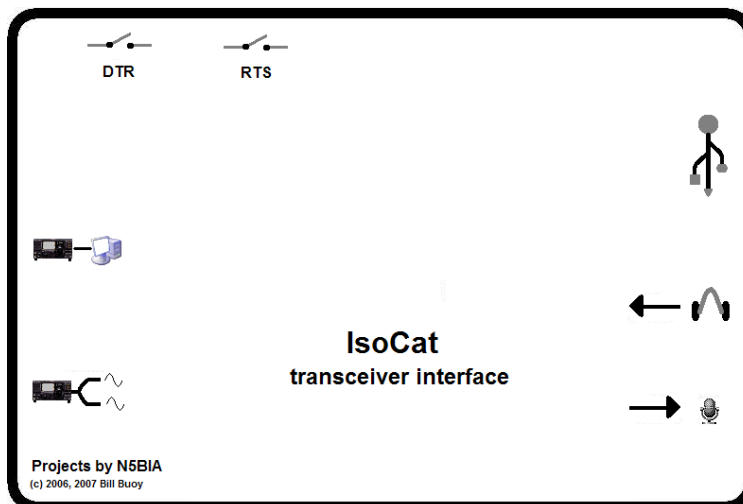 DTR RTS
IsoCat
transceiver interface
Projects by N5BIA
(c) 2006, 2007 Bill Buoy